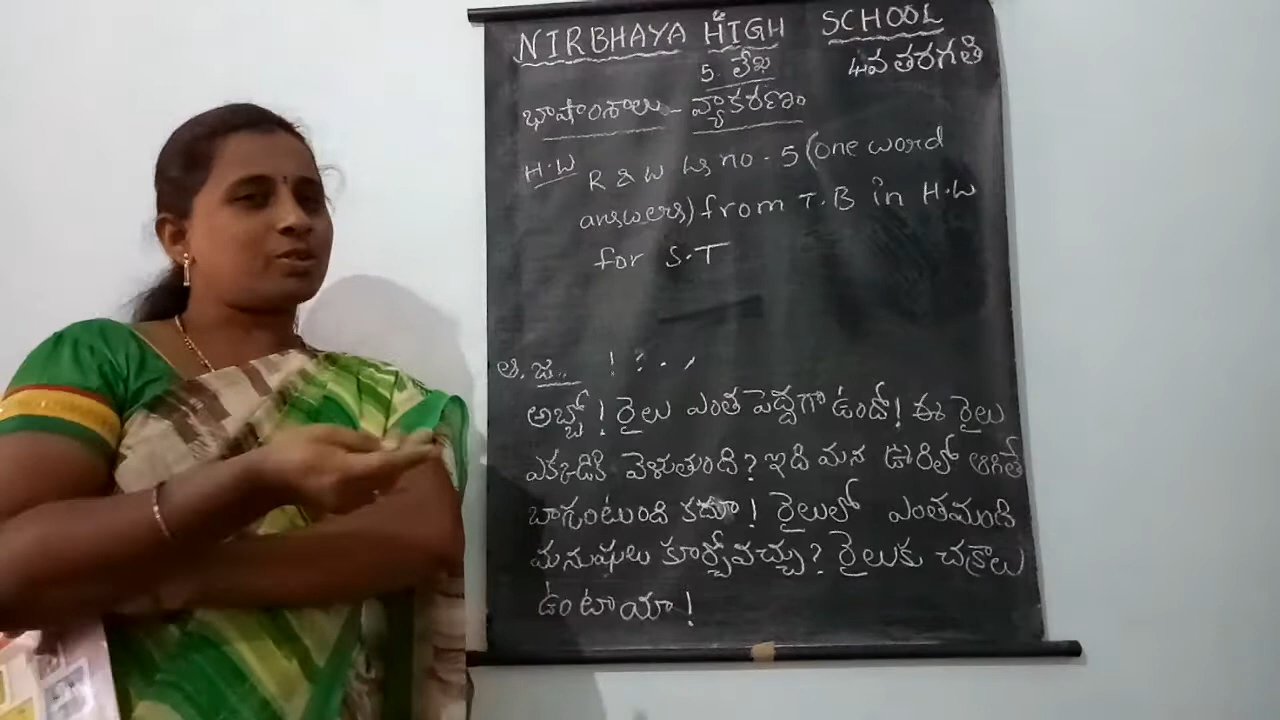 NIRBHAYA HIGH SCHOOL
5. లేఖ 4వ తరగతి
భాషాంశాలు - వ్యాకరణం
H.W R & W Ls no - 5 (one word
answers) from T.B in H.W
for S.T
ఆ. జ.. ! ? . ,
అబ్బో! రైలు ఎంత పెద్దగా ఉందో! ఈ రైలు
ఎక్కడికి వెళుతుంది? ఇది మన ఊరిలో ఆగితే
బాగుంటుంది కదూ! రైలులో ఎంతమంది
మనుషులు కూర్చోవచ్చు? రైలుకు చక్రాలు
ఉంటాయా!